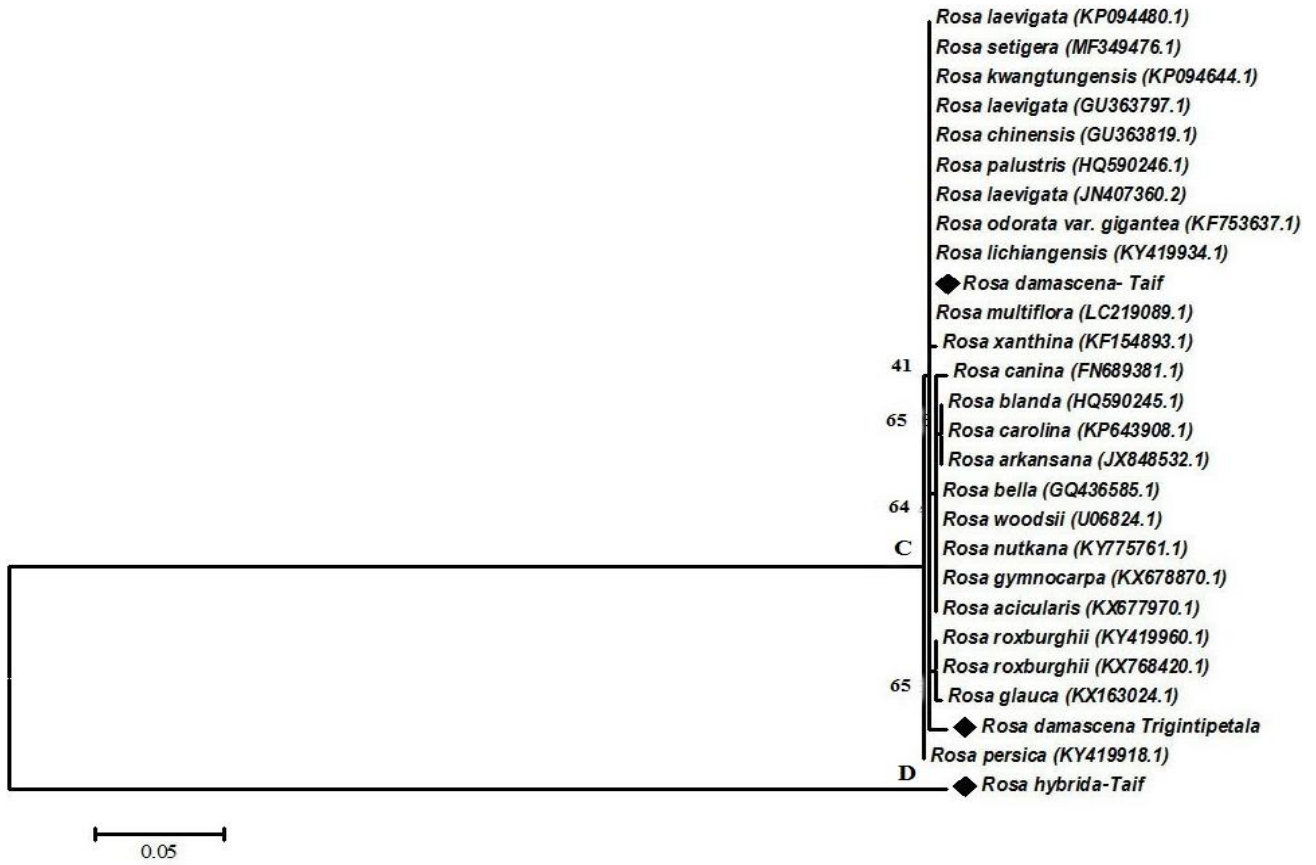 Rosa laevigata (KP094480.1)
Rosa setigera (MF349476.1)
Rosa kwangtungensis (KP094644.1)
Rosa laevigata (GU363797.1)
Rosa chinensis (GU363819.1)
Rosa palustris (HQ590246.1)
Rosa laevigata (JN407360.2)
Rosa odorata var. gigantea (KF753637.1)
Rosa lichiangensis (KY419934.1)
Rosa damascena- Taif
Rosa multiflora (LC219089.1)
Rosa xanthina (KF154893.1)
41
Rosa canina (FN689381.1)
Rosa blanda (HQ590245.1)
65
Rosa carolina (KP643908.1)
Rosa arkansana (JX848532.1)
Rosa bella (GQ436585.1)
64
Rosa woodsii (U06824.1)
C
Rosa nutkana (KY775761.1)
Rosa gymnocarpa (KX678870.1)
Rosa acicularis (KX677970.1)
Rosa roxburghii (KY419960.1)
Rosa roxburghii (KX768420.1)
65
Rosa glauca (KX163024.1)
Rosa damascena Trigintipetala
Rosa persica (KY419918.1)
D
Rosa hybrida-Taif
0.05